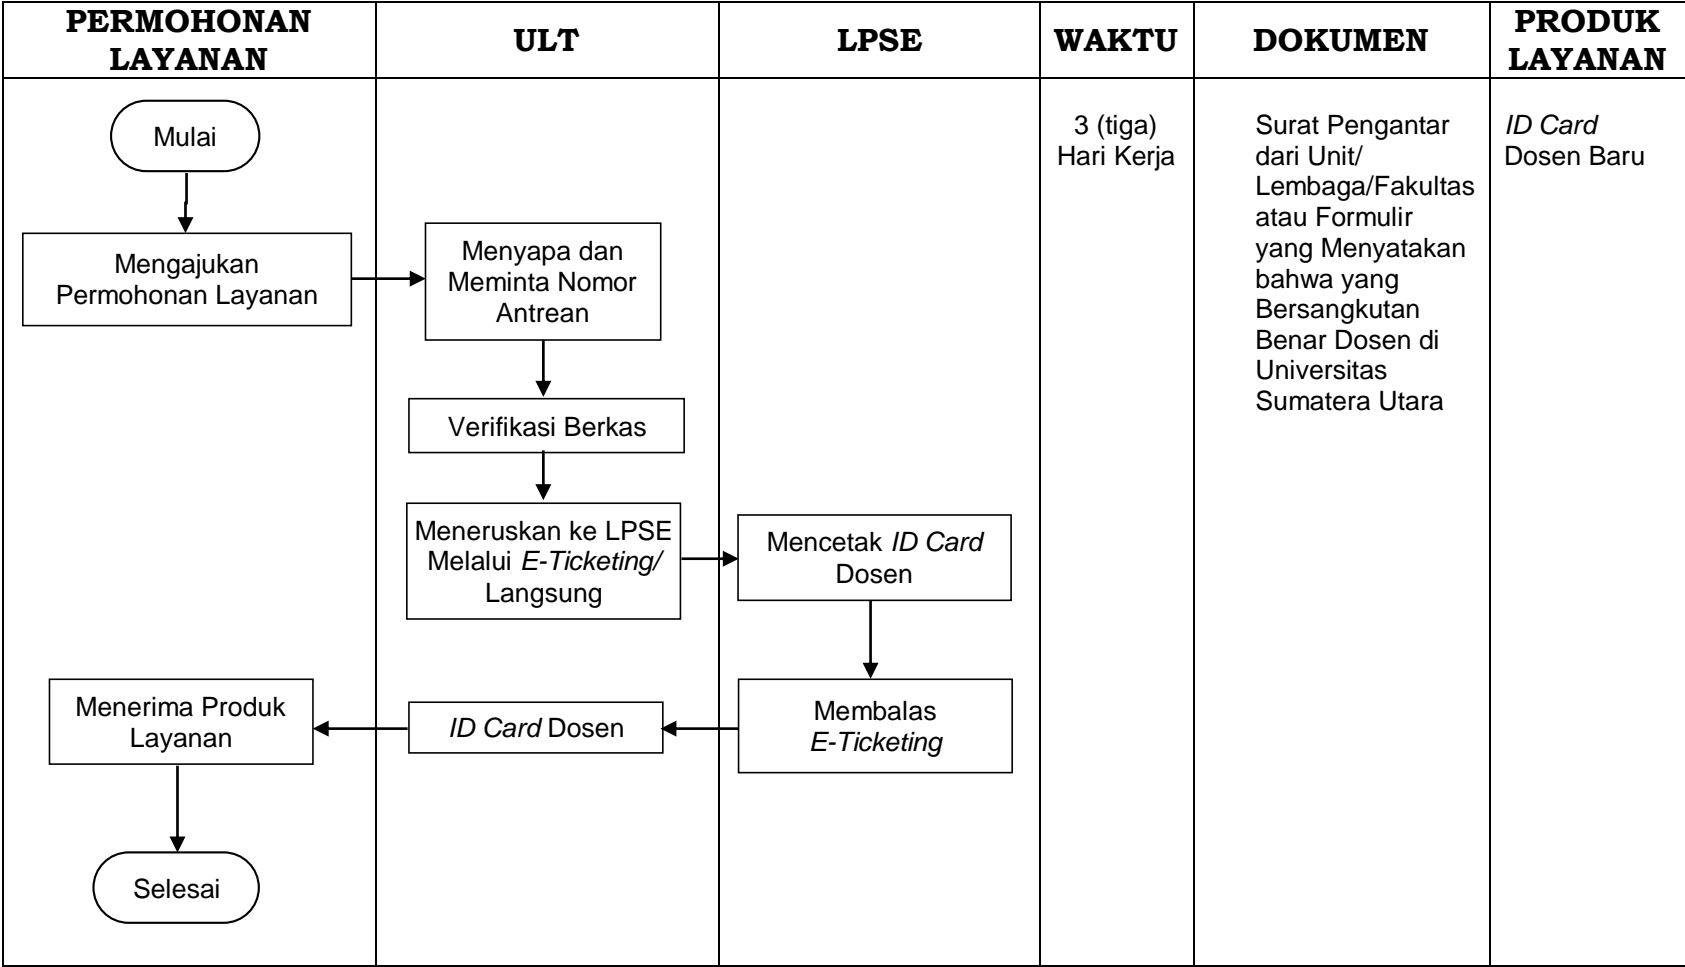 PERMOHONAN
LAYANAN
ULT
LPSE
WAKTU
DOKUMEN
PRODUK
LAYANAN
Mulai
Mengajukan
Permohonan Layanan
Menyapa dan
Meminta Nomor
Antrean
Verifikasi Berkas
Meneruskan ke LPSE
Melalui E-Ticketing/
Langsung
Mencetak ID Card
Dosen
Membalas
E-Ticketing
ID Card Dosen
Menerima Produk
Layanan
Selesai
3 (tiga)
Hari Kerja
Surat Pengantar
dari Unit/
Lembaga/Fakultas
atau Formulir
yang Menyatakan
bahwa yang
Bersangkutan
Benar Dosen di
Universitas
Sumatera Utara
ID Card
Dosen Baru